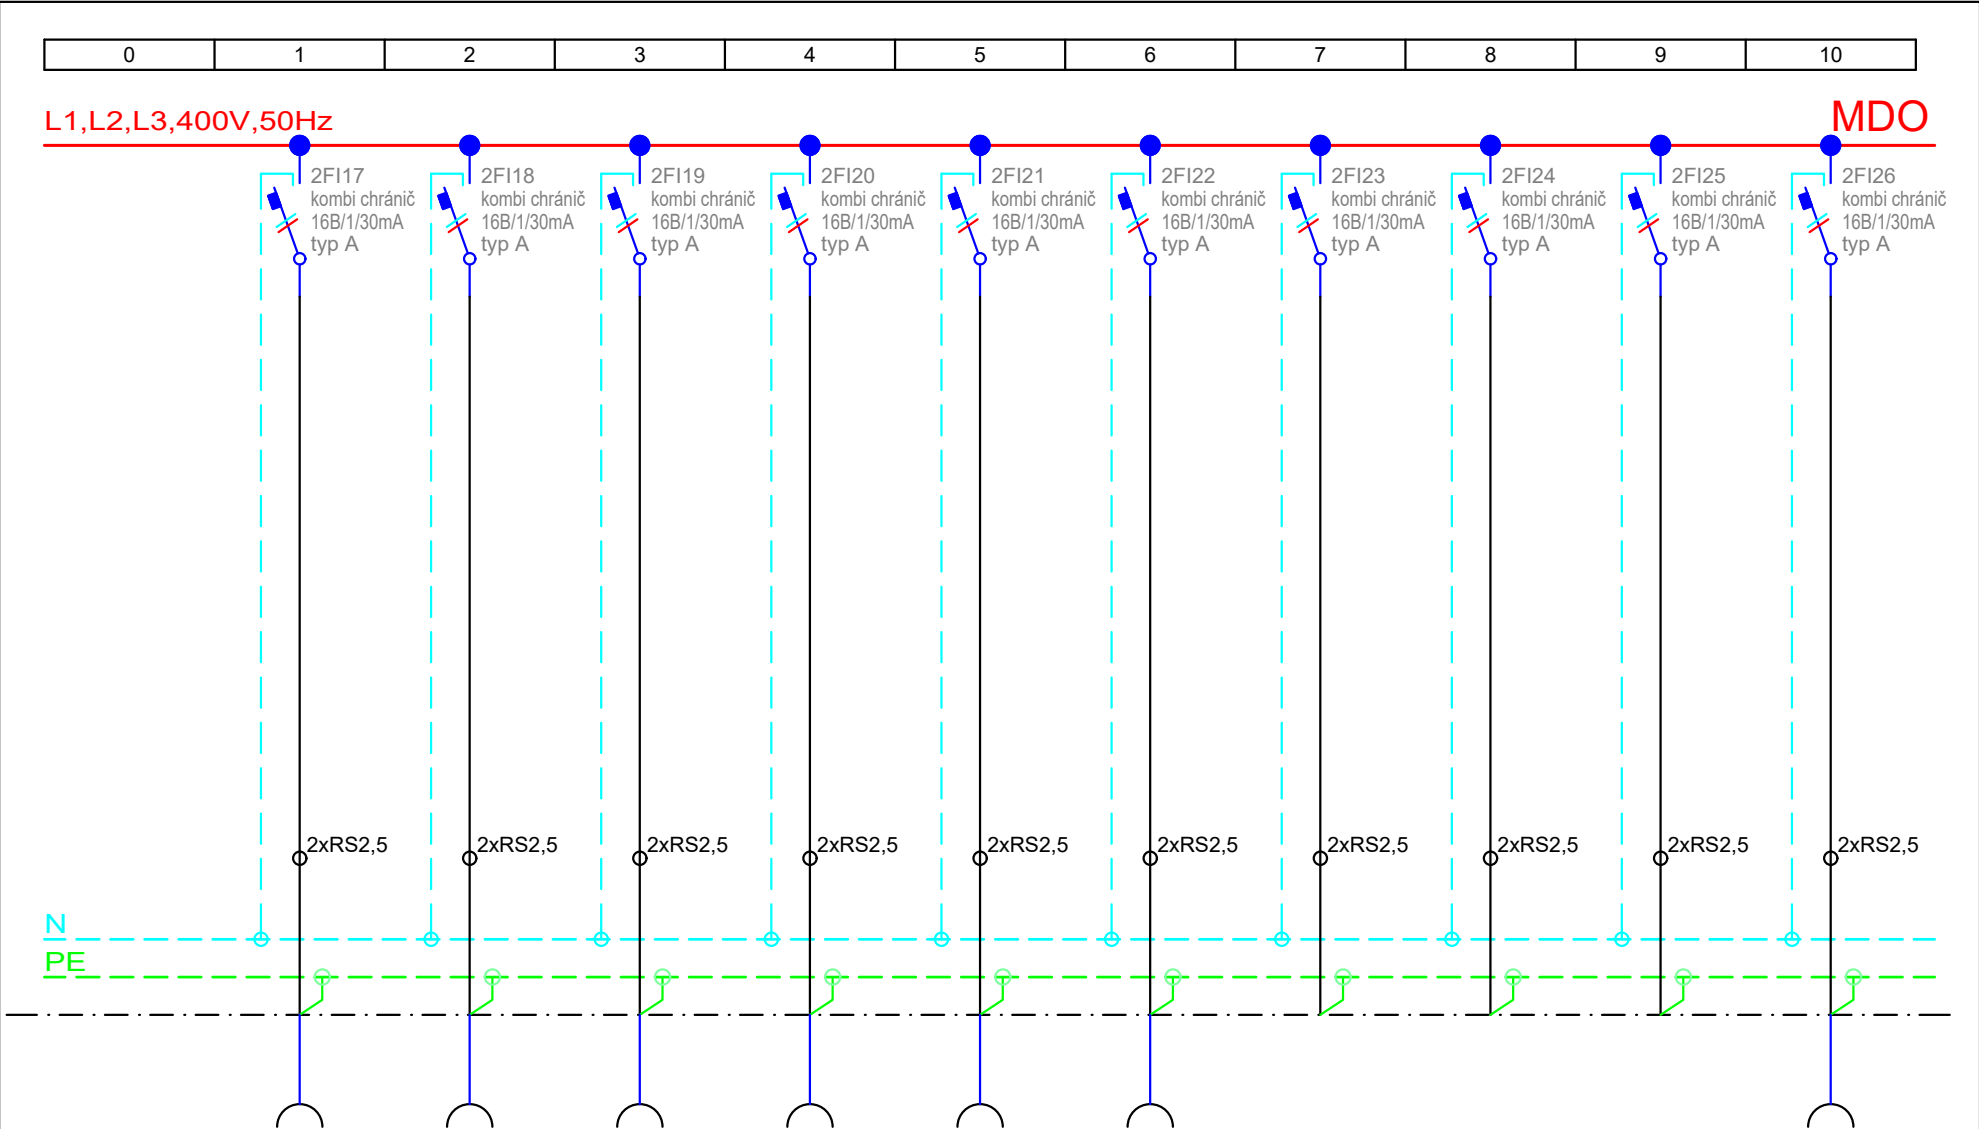 0 1 2 3 4 5 6 7 8 9 10
L1,L2,L3,400V,50Hz MDO
2FI17 2FI18 2FI19 2FI20 2FI21 2FI22 2FI23 2FI24 2FI25 2FI26
kombi chránič kombi chránič kombi chránič kombi chránič kombi chránič kombi chránič kombi chránič kombi chránič kombi chránič kombi chránič
16B/1/30mA 16B/1/30mA 16B/1/30mA 16B/1/30mA 16B/1/30mA 16B/1/30mA 16B/1/30mA 16B/1/30mA 16B/1/30mA 16B/1/30mA
typ A typ A typ A typ A typ A typ A typ A typ A typ A typ A
2xRS2,5 2xRS2,5 2xRS2,5 2xRS2,5 2xRS2,5 2xRS2,5 2xRS2,5 2xRS2,5 2xRS2,5 2xRS2,5
N
PE